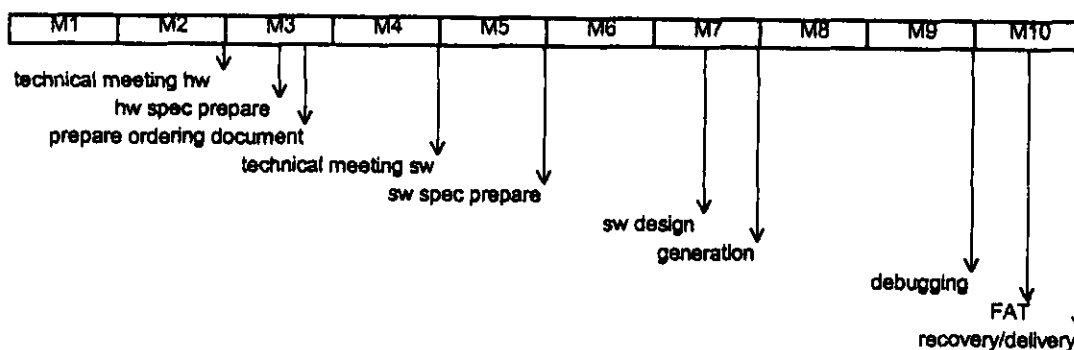 M1 M2 M3 M4 M5 M6 M7 M8 M9 M10
technical meeting hw
hw spec prepare
prepare ordering document
technical meeting sw
sw spec prepare
sw design
generation
debugging
FAT
recovery/delivery